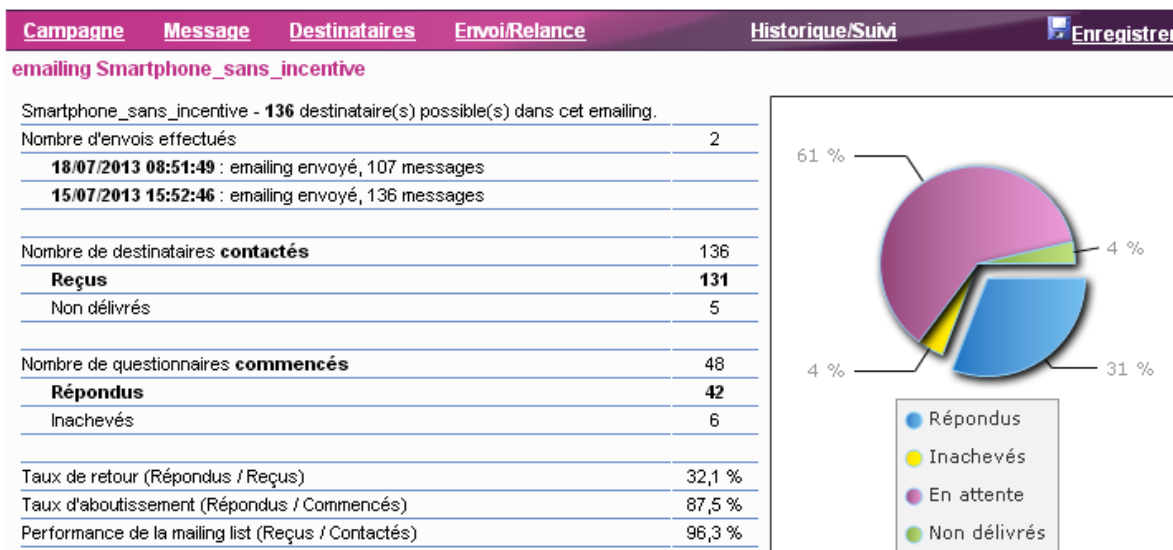 Campagne Message Destinataires Envoi/Relance Historique/Suivi Enregistrer
emailing Smartphone_sans_incentive
Smartphone_sans_incentive - 136 destinataire(s) possible(s) dans cet emailing.
Nombre d'envois effectués 2
18/07/2013 08:51:49 : emailing envoyé, 107 messages
15/07/2013 15:52:46 : emailing envoyé, 136 messages
Nombre de destinataires contactés 136
Reçus 131
Non délivrés 5
Nombre de questionnaires commencés 48
Répondus 42
Inachevés 6
Taux de retour (Répondus / Reçus) 32,1 %
Taux d'aboutissement (Répondus / Commencés) 87,5 %
Performance de la mailing list (Reçus / Contactés) 96,3 %
61 %
4 %
4 %
31 %
Répondus
Inachevés
En attente
Non délivrés